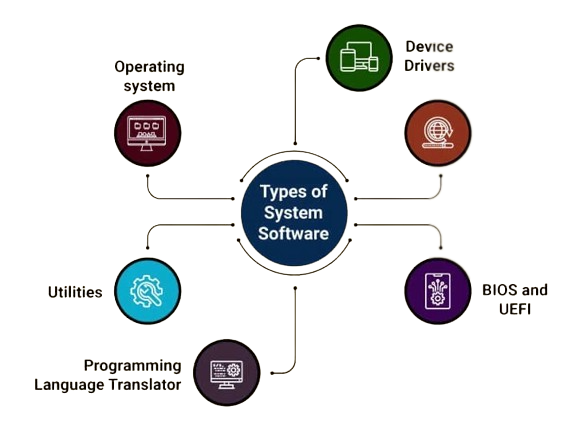 Device
Drivers
Operating
system
Types of
System
Software
Utilities
BIOS and
UEFI
Programming
Language Translator